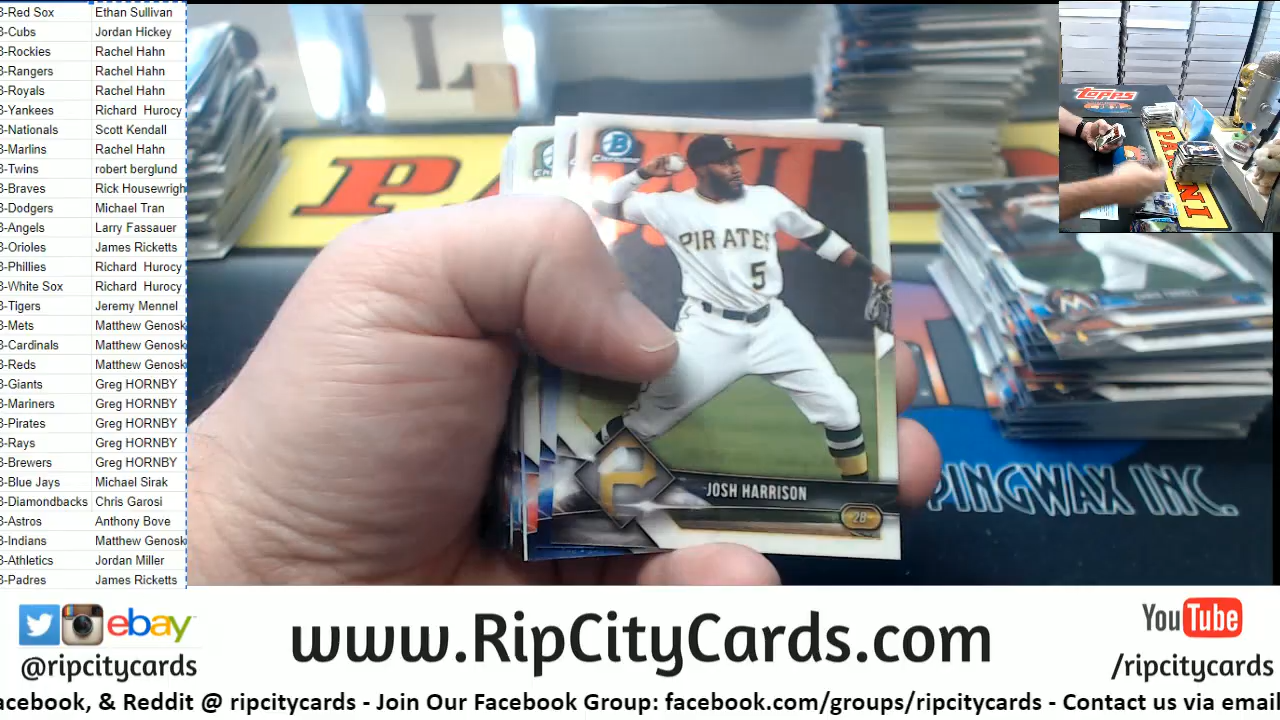 3-Red Sox Ethan Sullivan
3-Cubs Jordan Hickey
3-Rockies Rachel Hahn
3-Rangers Rachel Hahn
3-Royals Rachel Hahn
3-Yankees Richard Hurocy
3-Nationals Scott Kendall
3-Marlins Rachel Hahn
3-Twins robert berglund
3-Braves Rick Housewrigh
3-Dodgers Michael Tran
3-Angels Larry Fassauer
3-Orioles James Ricketts
3-Phillies Richard Hurocy
3-White Sox Richard Hurocy
3-Tigers Jeremy Mennel
3-Mets Matthew Genosk
3-Cardinals Matthew Genosk
3-Reds Matthew Genosk
3-Giants Greg HORNBY
3-Mariners Greg HORNBY
3-Pirates Greg HORNBY
3-Rays Greg HORNBY
3-Brewers Greg HORNBY
3-Blue Jays Michael Sirak
3-Diamondbacks Chris Garosi
3-Astros Anthony Bove
3-Indians Matthew Genosk
3-Athletics Jordan Miller
3-Padres James Ricketts
Topps
PANINI
B
Chrome
PIRATES
5
JOSH HARRISON
2B
PINGWAX INC.
ebay
@ripcitycards
www.RipCityCards.com
YouTube
/ripcitycards
acebook, & Reddit @ ripcitycards - Join Our Facebook Group: facebook.com/groups/ripcitycards - Contact us via email